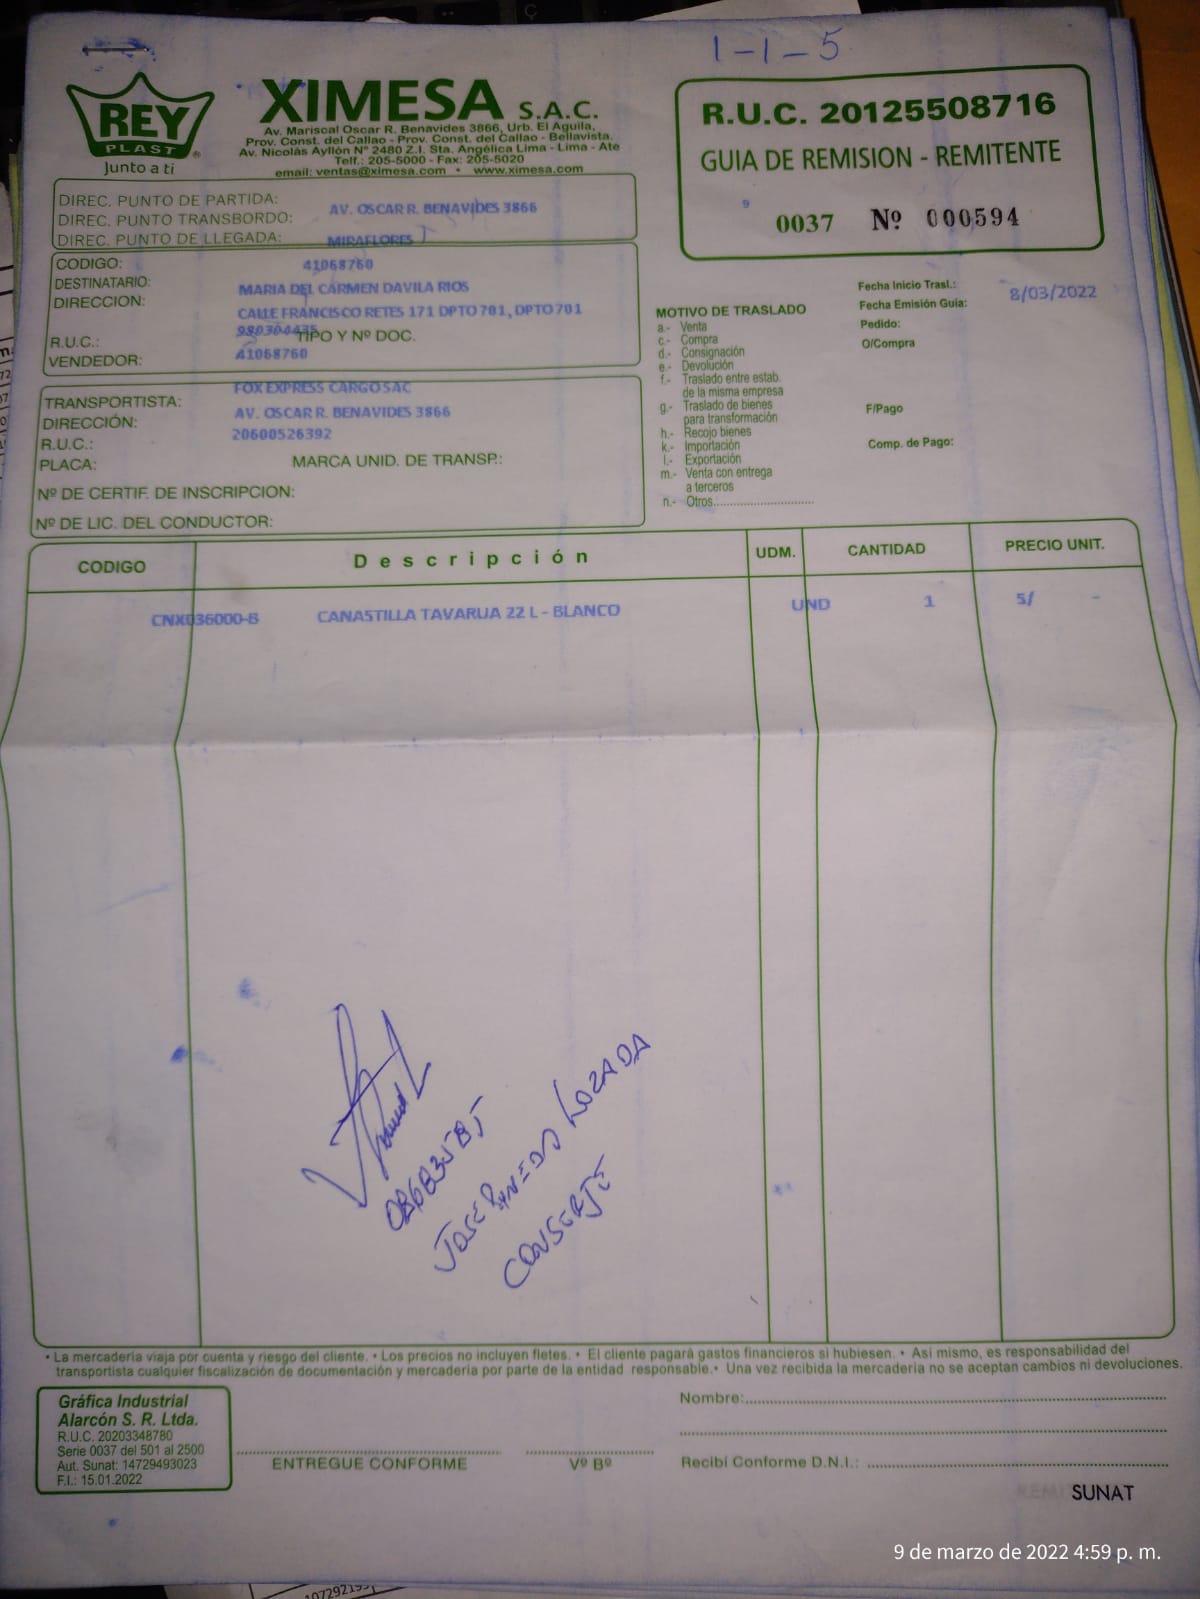 1-1-5
REY
PLAST ®
Junto a ti
XIMESA S.A.C.
Av. Mariscal Oscar R. Benavides 3866, Urb. El Aguila,
Prov. Const. del Callao - Prov. Const. del Callao - Bellavista.
Av. Nicolás Ayllón Nº 2480 Z.I. Sta. Angélica Lima - Lima - Ate
Telf.: 205-5000 - Fax: 205-5020
email: ventas@ximesa.com • www.ximesa.com
R.U.C. 20125508716
GUIA DE REMISION - REMITENTE
9
0037 Nº 000594
DIREC. PUNTO DE PARTIDA:
DIREC. PUNTO TRANSBORDO: AV. OSCAR R. BENAVIDES 3866
DIREC. PUNTO DE LLEGADA: MIRAFLORES
CODIGO: 41068760
DESTINATARIO: MARIA DEL CARMEN DAVILA RIOS
DIRECCION: CALLE FRANCISCO RETES 171 DPTO 701, DPTO 701
980304435
R.U.C.: TIPO Y Nº DOC.
VENDEDOR: 41068760
FOX EXPRESS CARGO SAC
TRANSPORTISTA:
DIRECCIÓN: AV. OSCAR R. BENAVIDES 3866
R.U.C.: 20600526392
PLACA: MARCA UNID. DE TRANSP.:
Nº DE CERTIF. DE INSCRIPCION:
Nº DE LIC. DEL CONDUCTOR:
MOTIVO DE TRASLADO
a.- Venta
c.- Compra
d.- Consignación
e.- Devolución
f.- Traslado entre estab.
de la misma empresa
g.- Traslado de bienes
para transformación
h.- Recojo bienes
k.- Importación
l.- Exportación
m.- Venta con entrega
a terceros
n.- Otros..............................
Fecha Inicio Trasl.: 8/03/2022
Fecha Emisión Guía:
Pedido:
O/Compra
F/Pago
Comp. de Pago:
CODIGO Descripción UDM. CANTIDAD PRECIO UNIT.
CNX036000-B CANASTILLA TAVARUA 22 L - BLANCO UND 1 S/ -
08683585
JOSE PANEDO LOZADA
CONSERJE
• La mercadería viaja por cuenta y riesgo del cliente. • Los precios no incluyen fletes. • El cliente pagará gastos financieros si hubiesen. • Así mismo, es responsabilidad del
transportista cualquier fiscalización de documentación y mercadería por parte de la entidad responsable. • Una vez recibida la mercadería no se aceptan cambios ni devoluciones.
Gráfica Industrial
Alarcón S. R. Ltda.
R.U.C. 20203348780
Serie 0037 del 501 al 2500
Aut. Sunat: 14729493023
F.I.: 15.01.2022
ENTREGUE CONFORME
Vº Bº
Nombre:
Recibí Conforme D.N.I.:
SUNAT
9 de marzo de 2022 4:59 p. m.